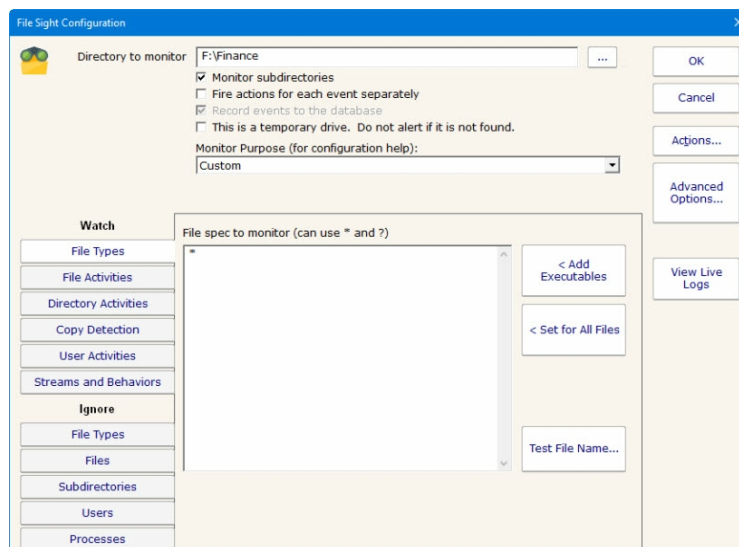 File Sight Configuration
Directory to monitor
F:\Finance
...
Monitor subdirectories
Fire actions for each event separately
Record events to the database
This is a temporary drive. Do not alert if it is not found.
Monitor Purpose (for configuration help):
Custom
OK
Cancel
Actions...
Advanced
Options...
View Live
Logs
Watch
File Types
File Activities
Directory Activities
Copy Detection
User Activities
Streams and Behaviors
Ignore
File Types
Files
Subdirectories
Users
Processes
File spec to monitor (can use * and ?)
*
< Add
Executables
< Set for All Files
Test File Name...